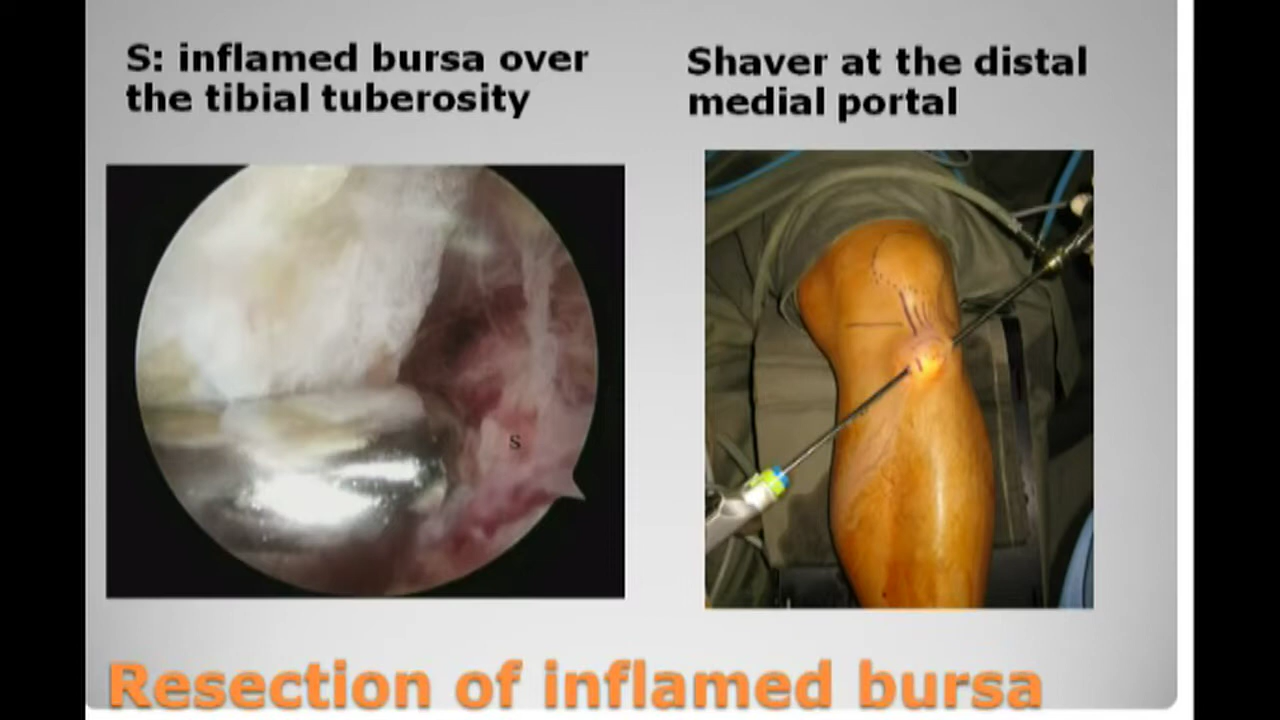 S: inflamed bursa over
the tibial tuberosity
Shaver at the distal
medial portal
S
Resection of inflamed bursa